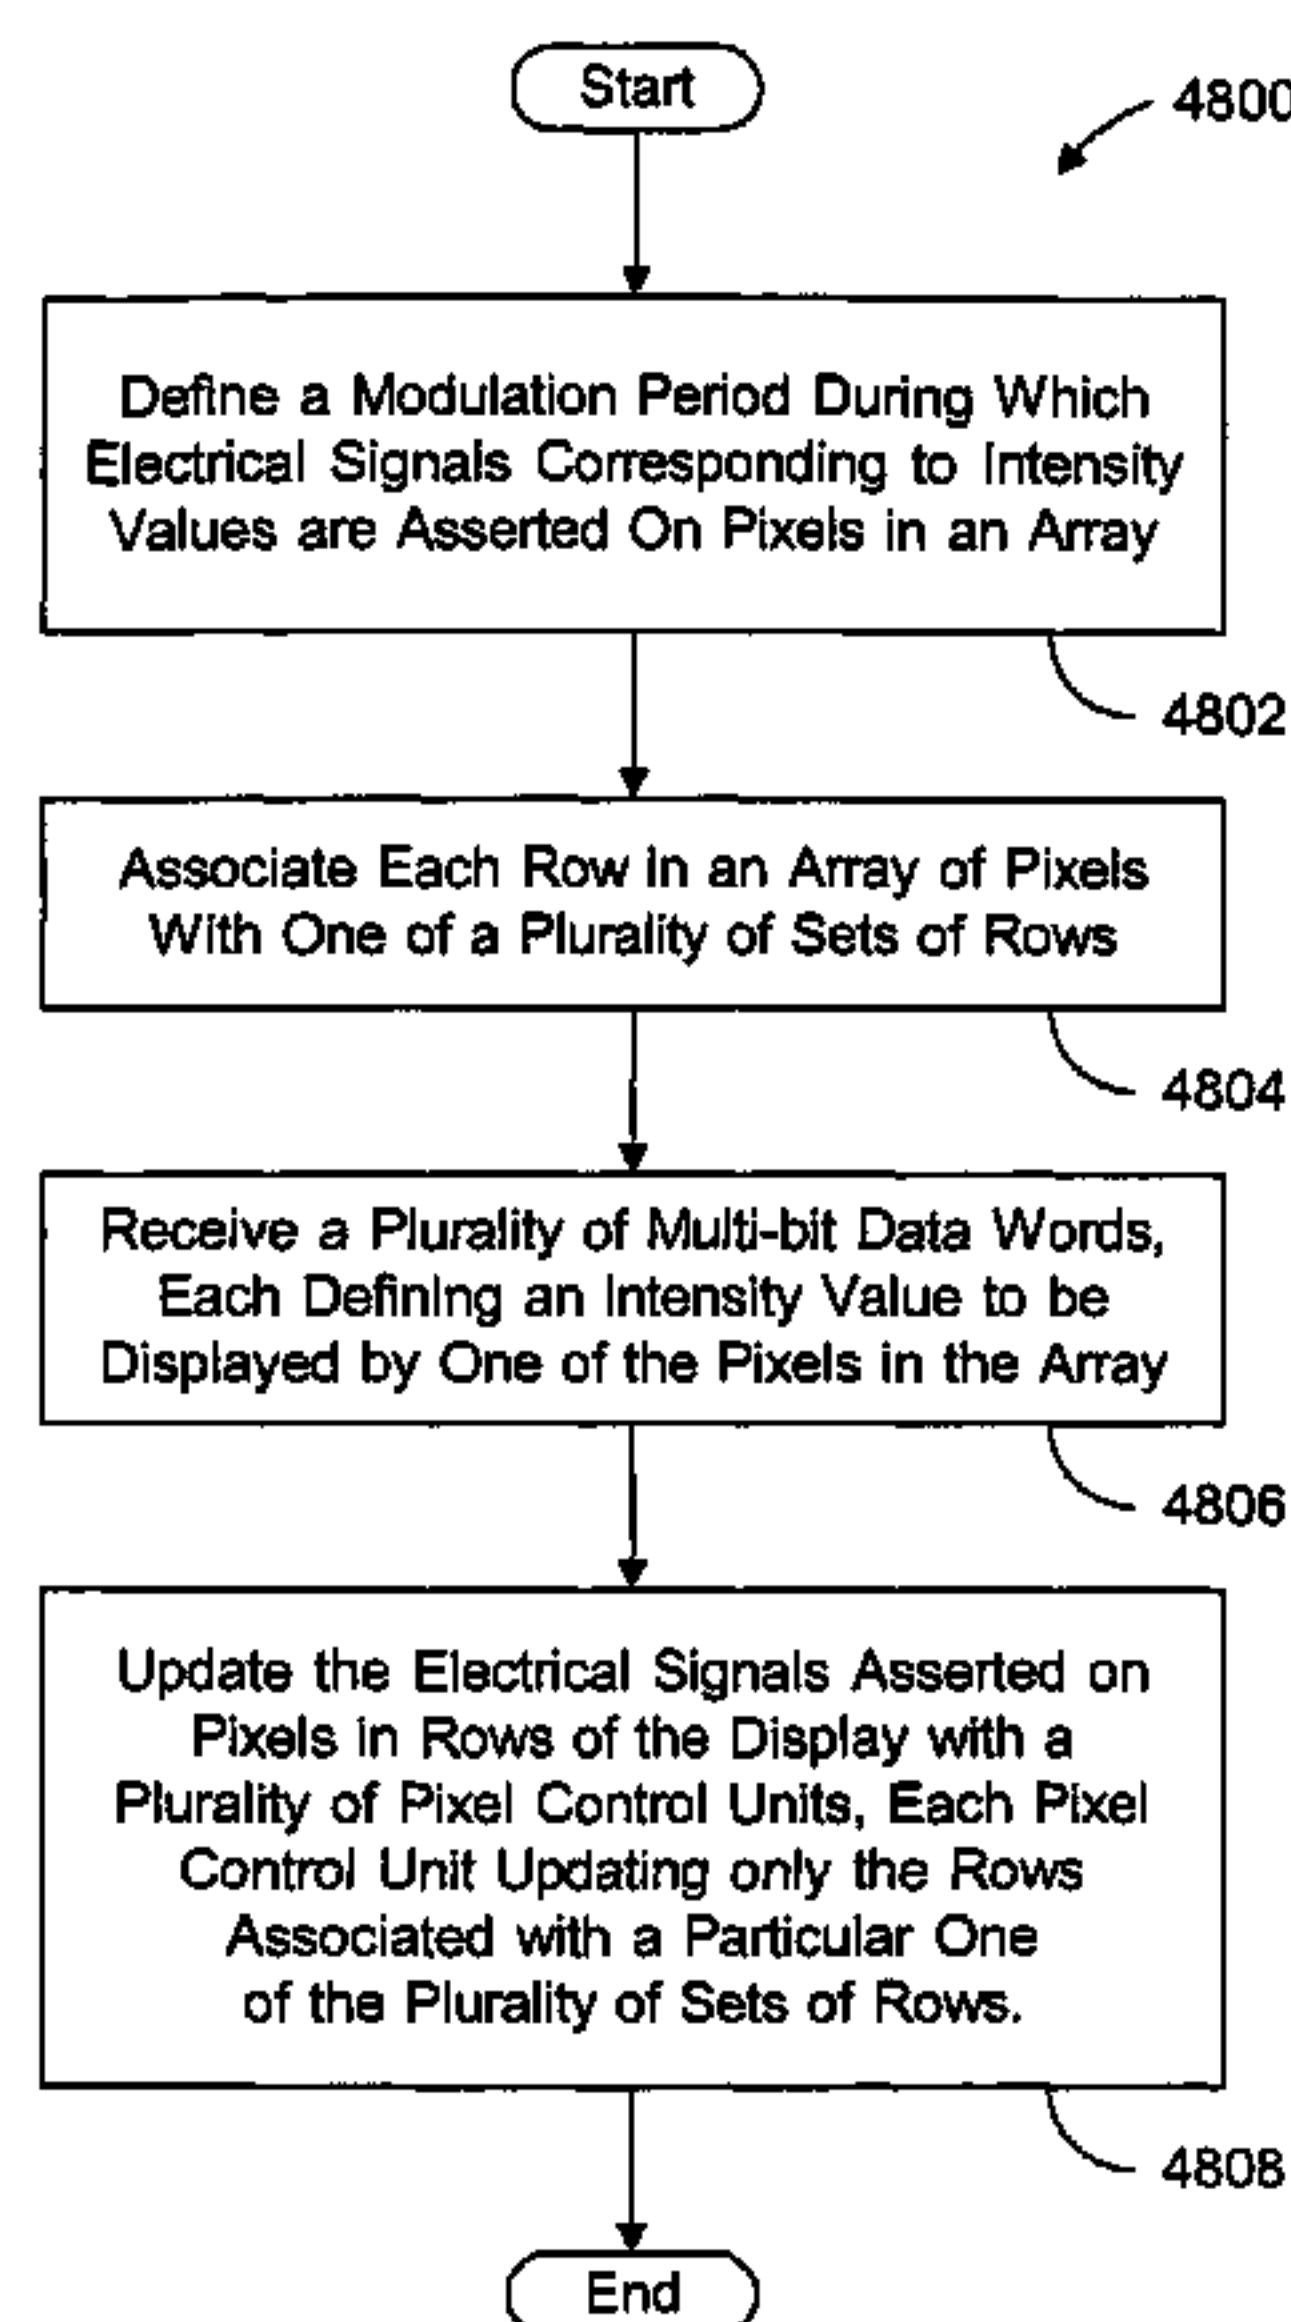 Start
4800
Define a Modulation Period During Which
Electrical Signals Corresponding to Intensity
Values are Asserted On Pixels in an Array
4802
Associate Each Row in an Array of Pixels
With One of a Plurality of Sets of Rows
4804
Receive a Plurality of Multi-bit Data Words,
Each Defining an Intensity Value to be
Displayed by One of the Pixels in the Array
4806
Update the Electrical Signals Asserted on
Pixels in Rows of the Display with a
Plurality of Pixel Control Units, Each Pixel
Control Unit Updating only the Rows
Associated with a Particular One
of the Plurality of Sets of Rows.
4808
End